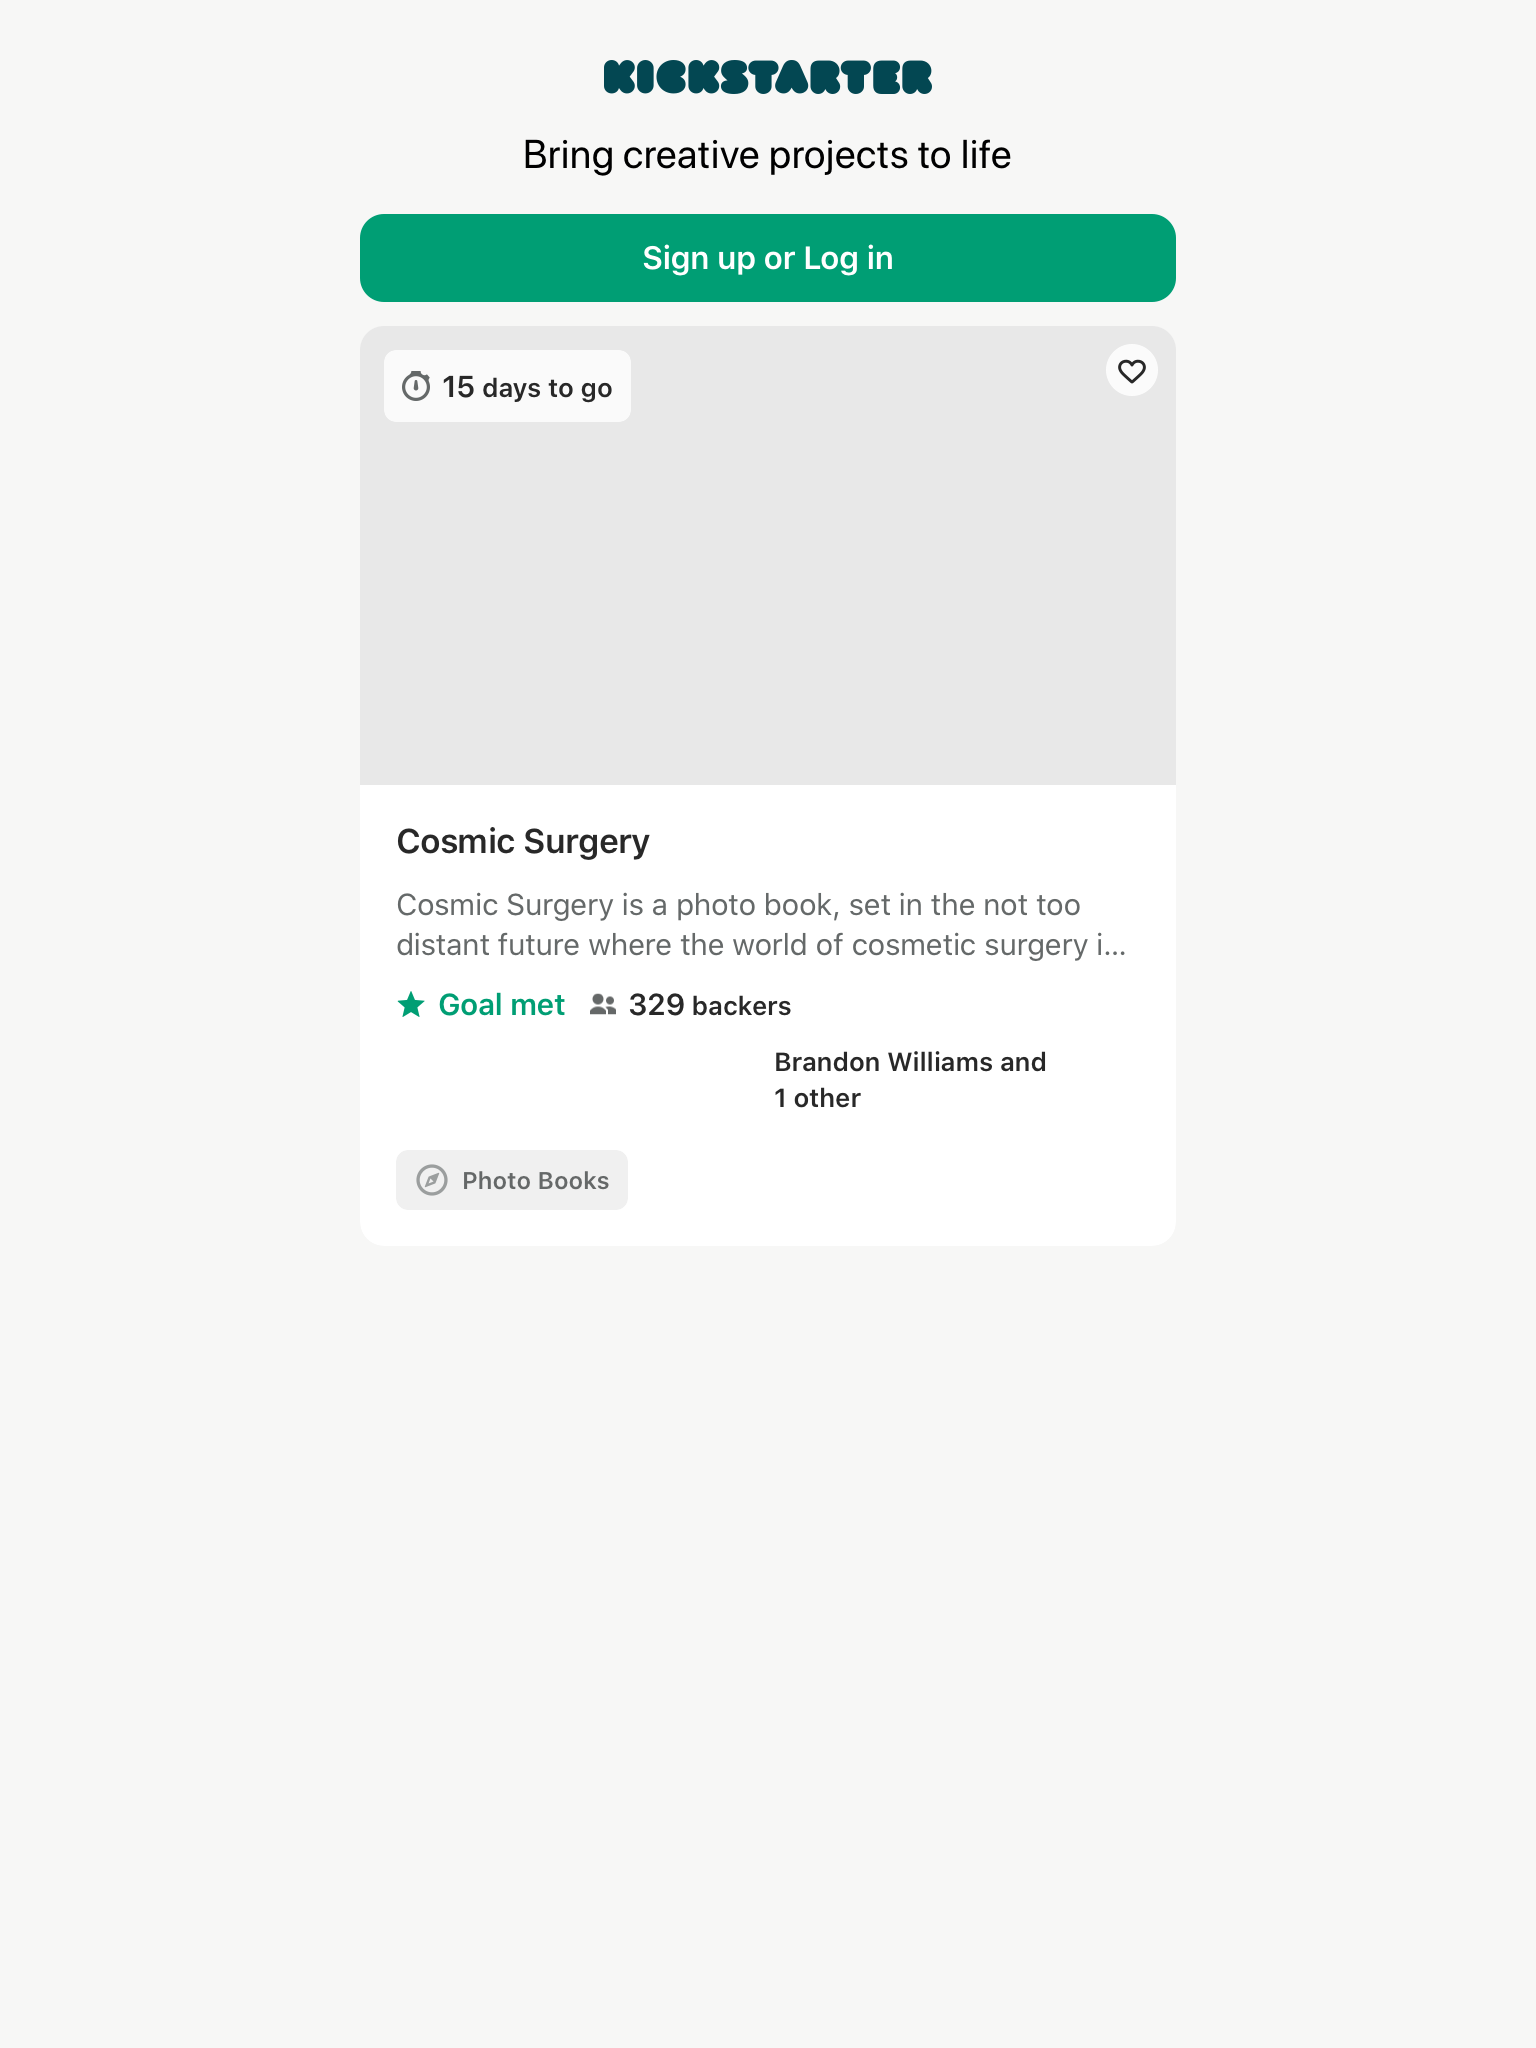 KICKSTARTER
Bring creative projects to life
Sign up or Log in
15 days to go
Cosmic Surgery
Cosmic Surgery is a photo book, set in the not too
distant future where the world of cosmetic surgery i...
Goal met 329 backers
Brandon Williams and
1 other
Photo Books